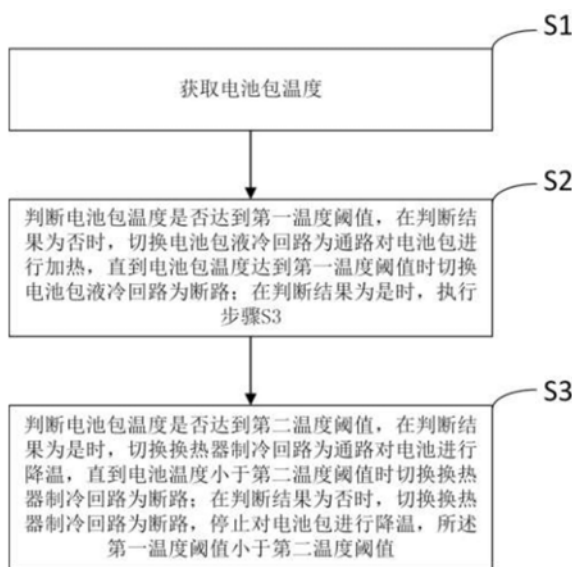 S1
获取电池包温度
S2
判断电池包温度是否达到第一温度阈值，在判断结
果为否时，切换电池包液冷回路为通路对电池包进
行加热，直到电池包温度达到第一温度阈值时切换
电池包液冷回路为断路；在判断结果为是时，执行
步骤S3
S3
判断电池包温度是否达到第二温度阈值，在判断结
果为是时，切换换热器制冷回路为通路对电池进行
降温，直到电池温度小于第二温度阈值时切换换热
器制冷回路为断路；在判断结果为否时，切换换热
器制冷回路为断路，停止对电池包进行降温，所述
第一温度阈值小于第二温度阈值